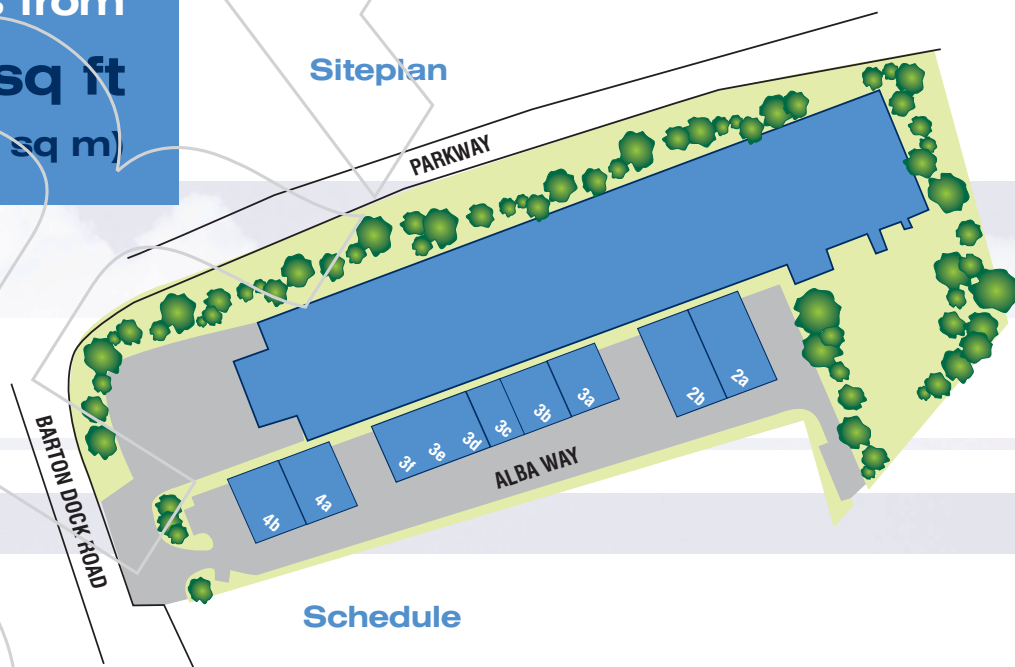 s from
sq ft
sq m)
Siteplan
PARKWAY
BARTON DOCK ROAD
ALBA WAY
4b
4a
3f
3e
3d
3c
3b
3a
2b
2a
Schedule